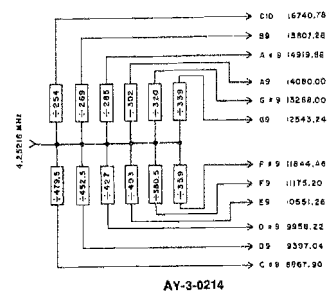 C10 16740.78
B9 15807.28
A#9 14919.86
A9 14080.00
G#9 13288.00
G9 12543.24
÷254
÷269
÷285
÷302
÷320
÷339
4.25216 MHz
÷479.5
÷452.5
÷427
÷403
÷380.5
÷359
F#9 11844.46
F9 11175.20
E9 10551.26
D#9 9958.22
D9 9397.04
C#9 8867.90
AY-3-0214